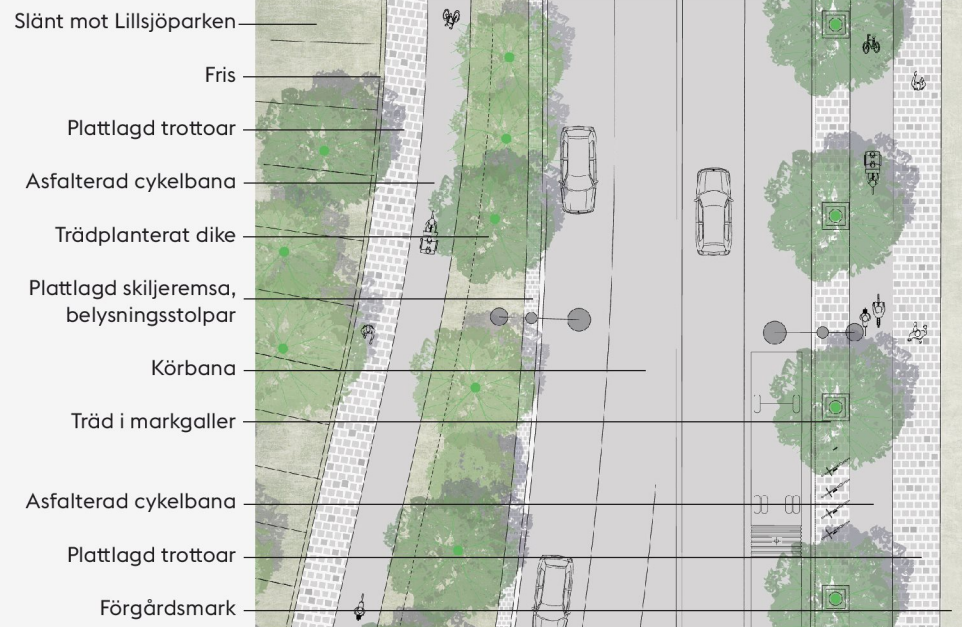 Slänt mot Lillsjöparken
Fris
Plattlagd trottoar
Asfalterad cykelbana
Trädplanterat dike
Plattlagd skiljeremsa,
belysningsstolpar
Körbana
Träd i markgaller
Asfalterad cykelbana
Plattlagd trottoar
Förgårdsmark